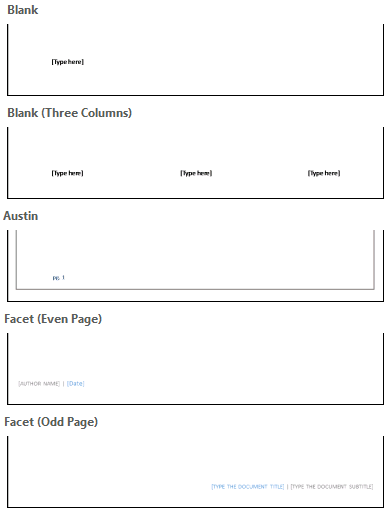 Blank
[Type here]
Blank (Three Columns)
[Type here] [Type here] [Type here]
Austin
pg. 1
Facet (Even Page)
[AUTHOR NAME] | [Date]
Facet (Odd Page)
[TYPE THE DOCUMENT TITLE] | [TYPE THE DOCUMENT SUBTITLE]